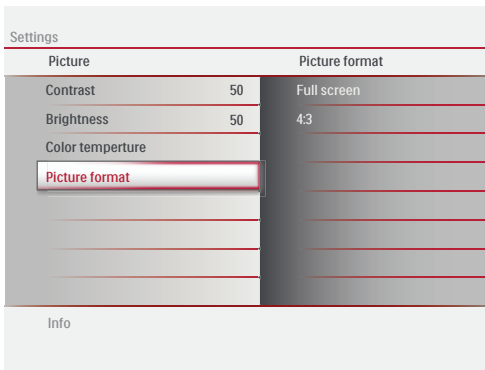 Settings
Picture Picture format
Contrast 50 Full screen
Brightness 50 4:3
Color temperture
Picture format
Info